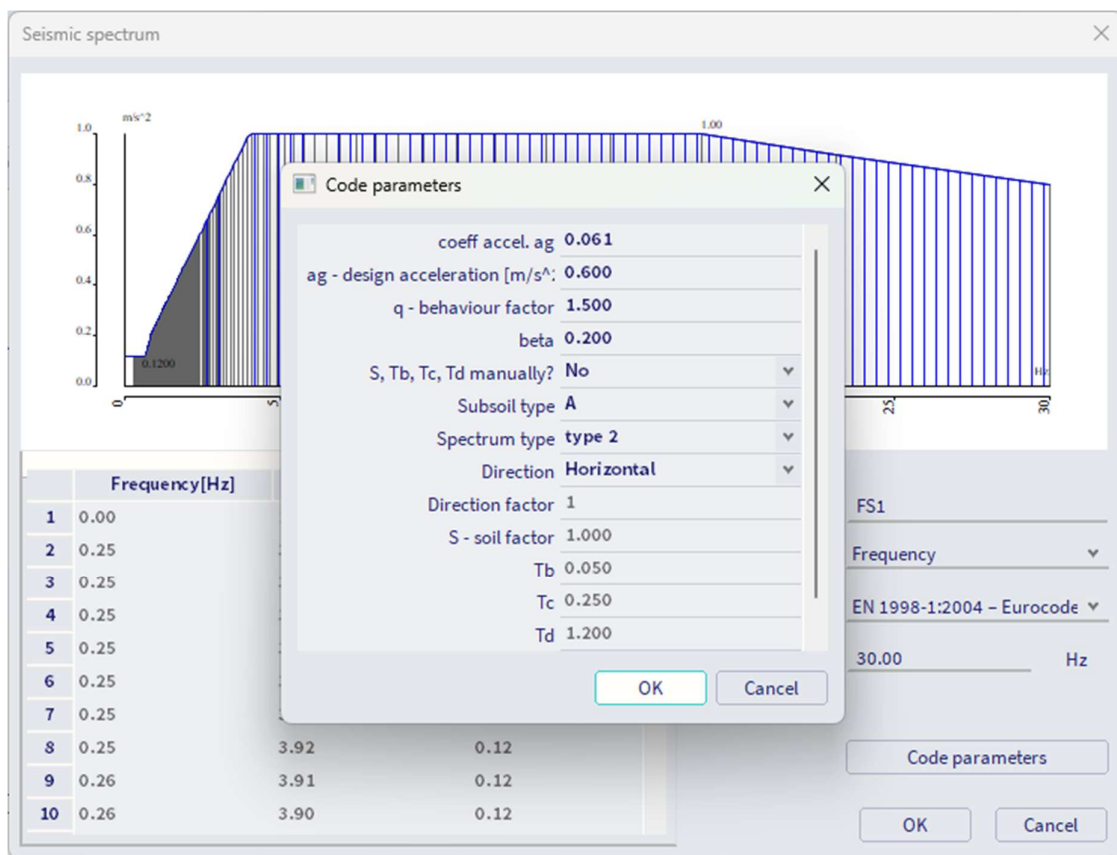 Seismic spectrum
m/s^2
1.0
1.00
0.8
0.6
0.4
0.2
0.1200
0.0
Hz
0
5
25
30
Code parameters
coeff accel. ag 0.061
ag - design acceleration [m/s^: 0.600
q - behaviour factor 1.500
beta 0.200
S, Tb, Tc, Td manually? No
Subsoil type A
Spectrum type type 2
Direction Horizontal
Direction factor 1
S - soil factor 1.000
Tb 0.050
Tc 0.250
Td 1.200
OK Cancel
Frequency[Hz]
1 0.00
2 0.25
3 0.25
4 0.25
5 0.25
6 0.25
7 0.25
8 0.25 3.92 0.12
9 0.26 3.91 0.12
10 0.26 3.90 0.12
FS1
Frequency
EN 1998-1:2004 – Eurocode
30.00 Hz
Code parameters
OK Cancel